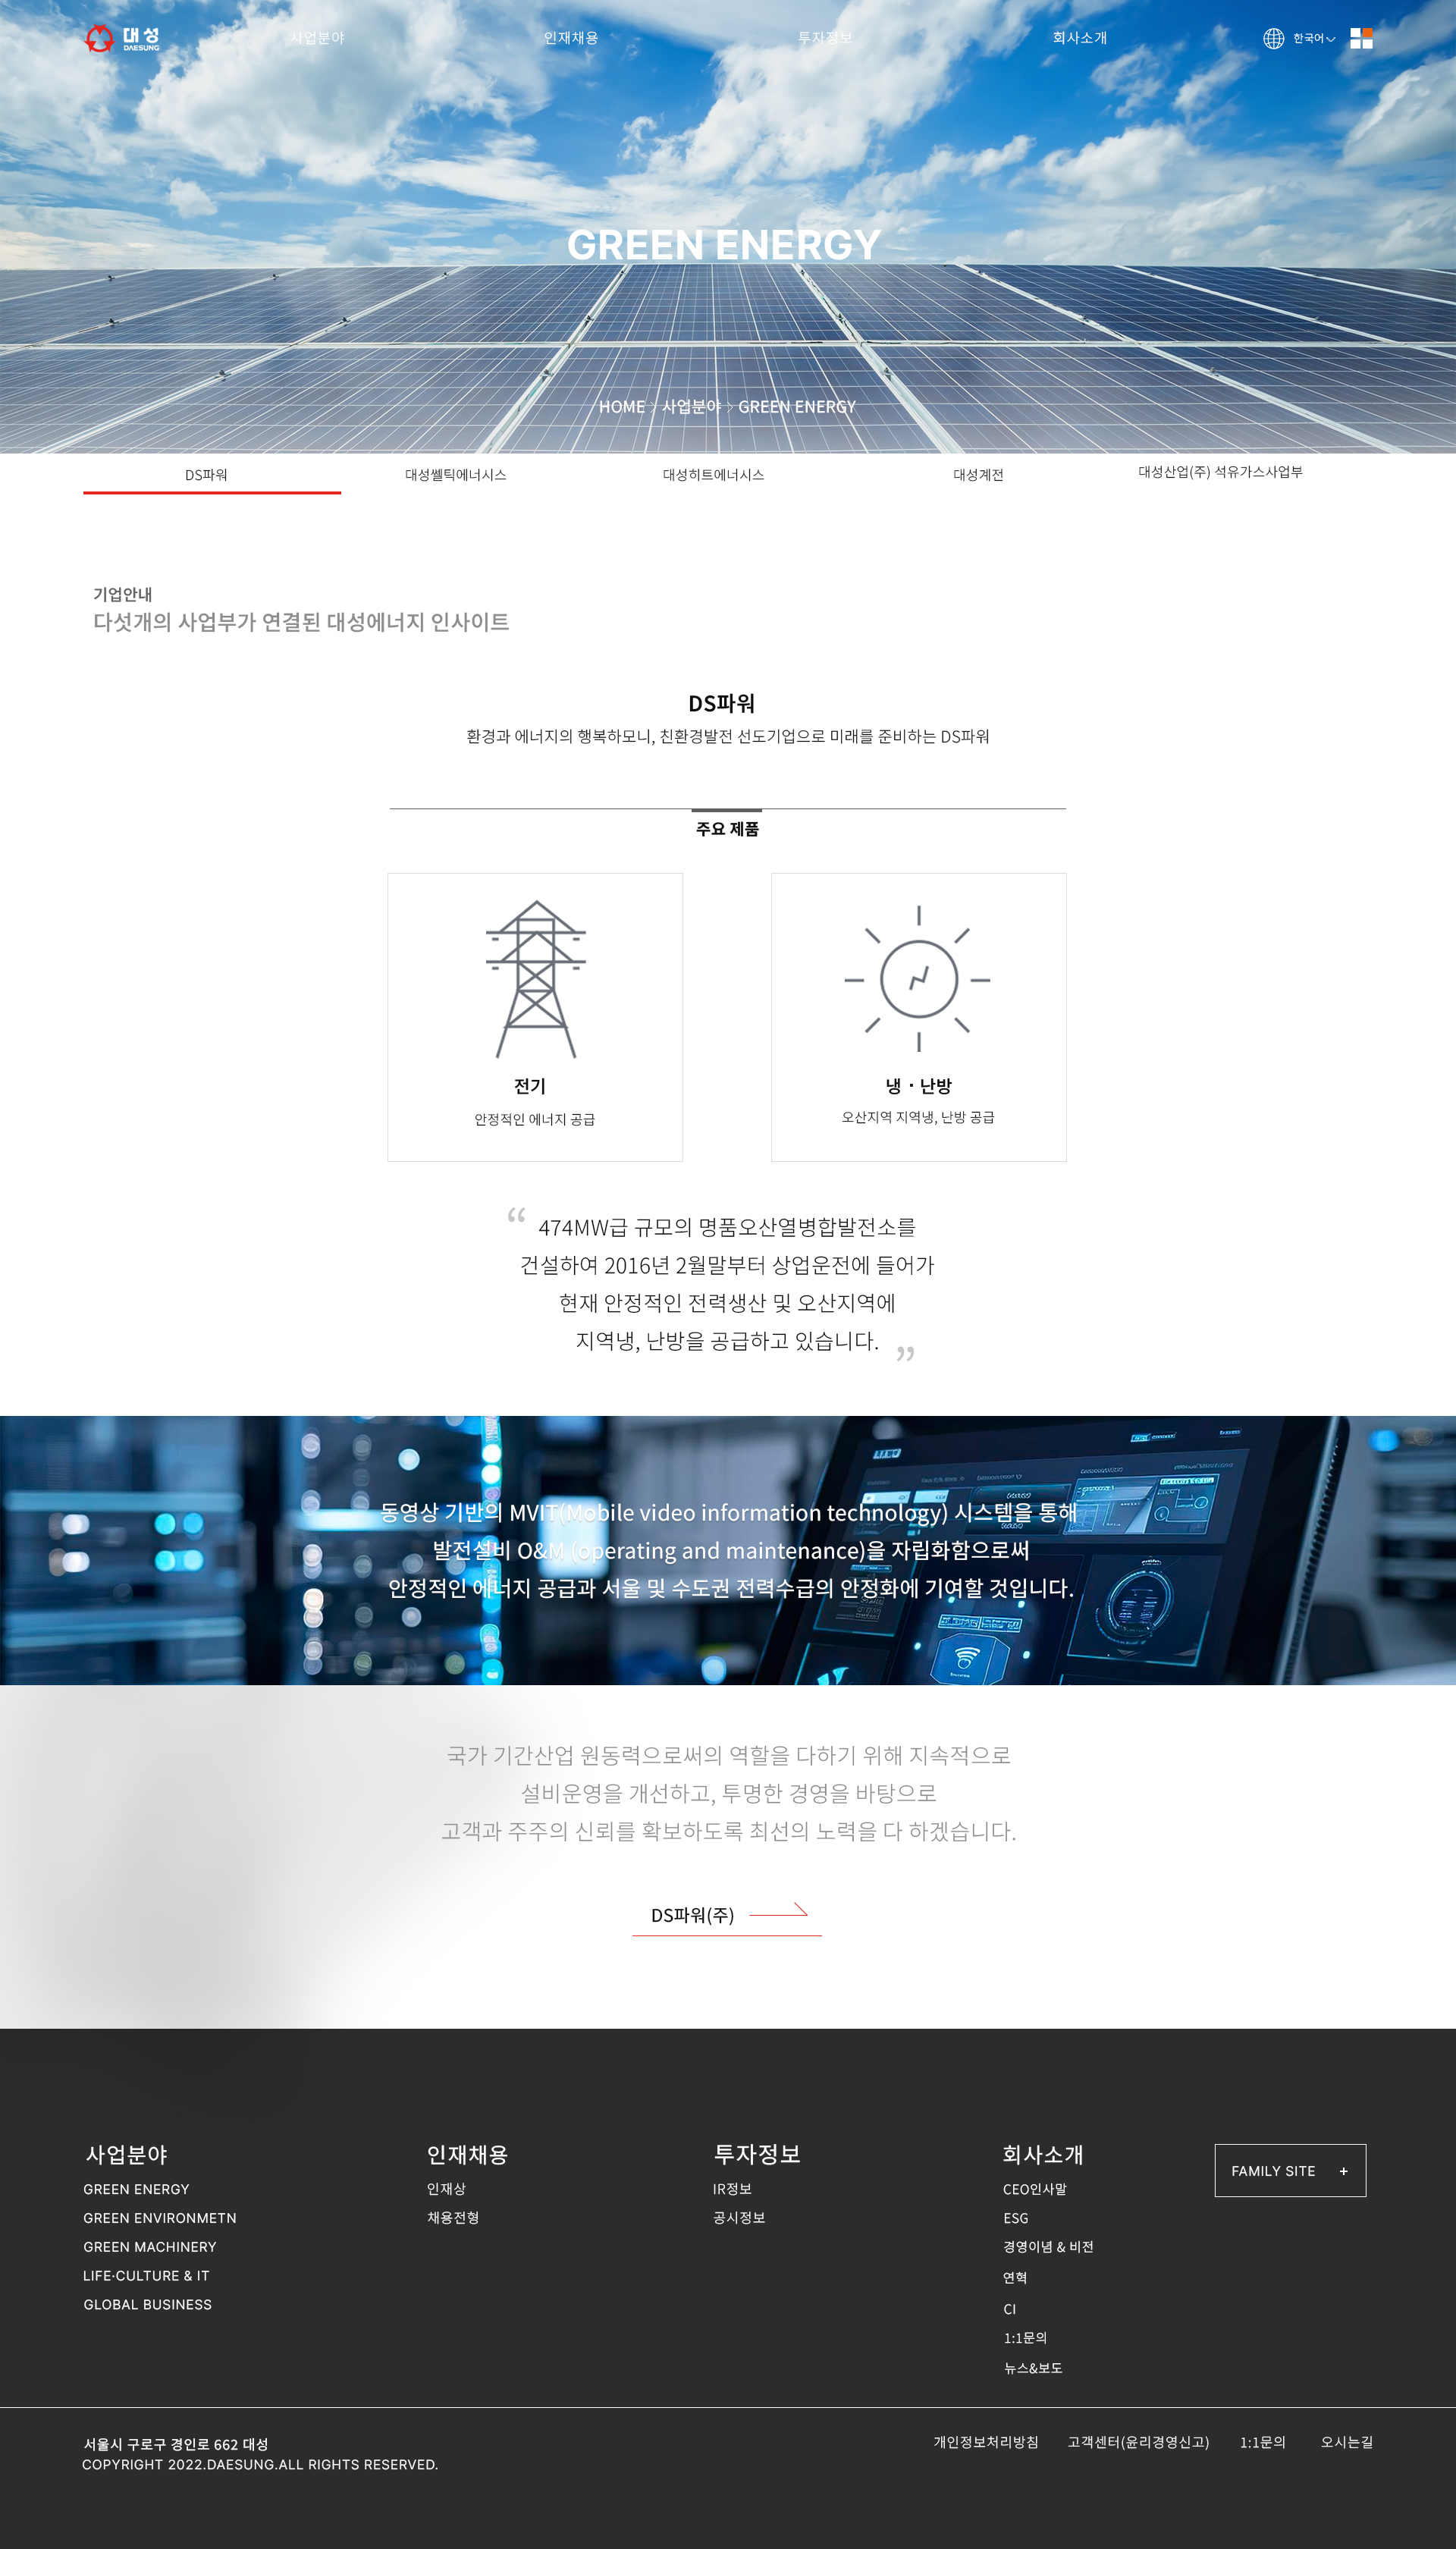 대성
DAESUNG
사업분야
인재채용
투자정보
회사소개
한국어
GREEN ENERGY
HOME > 사업분야 > GREEN ENERGY
DS파워
대성쎌틱에너시스
대성히트에너시스
대성계전
대성산업(주) 석유가스사업부
기업안내
다섯개의 사업부가 연결된 대성에너지 인사이트
DS파워
환경과 에너지의 행복하모니, 친환경발전 선도기업으로 미래를 준비하는 DS파워
주요 제품
전기
안정적인 에너지 공급
냉・난방
오산지역 지역냉, 난방 공급
“ 474MW급 규모의 명품오산열병합발전소를
건설하여 2016년 2월말부터 상업운전에 들어가
현재 안정적인 전력생산 및 오산지역에
지역냉, 난방을 공급하고 있습니다. ”
동영상 기반의 MVIT(Mobile video information technology) 시스템을 통해
발전설비 O&M (operating and maintenance)을 자립화함으로써
안정적인 에너지 공급과 서울 및 수도권 전력수급의 안정화에 기여할 것입니다.
국가 기간산업 원동력으로써의 역할을 다하기 위해 지속적으로
설비운영을 개선하고, 투명한 경영을 바탕으로
고객과 주주의 신뢰를 확보하도록 최선의 노력을 다 하겠습니다.
DS파워(주)
사업분야
GREEN ENERGY
GREEN ENVIRONMETN
GREEN MACHINERY
LIFE·CULTURE & IT
GLOBAL BUSINESS
인재채용
인재상
채용전형
투자정보
IR정보
공시정보
회사소개
CEO인사말
ESG
경영이념 & 비전
연혁
CI
1:1문의
뉴스&보도
FAMILY SITE +
서울시 구로구 경인로 662 대성
COPYRIGHT 2022.DAESUNG.ALL RIGHTS RESERVED.
개인정보처리방침
고객센터(윤리경영신고)
1:1문의
오시는길